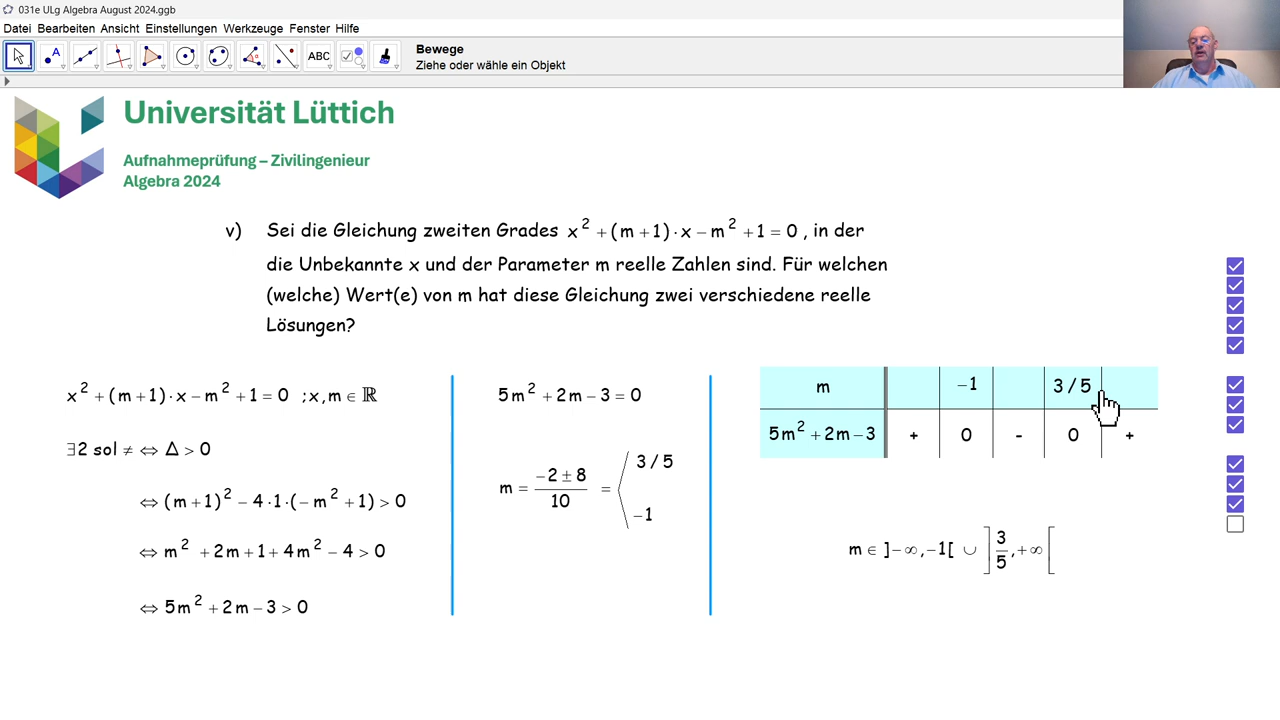 031e ULg Algebra August 2024.ggb
Datei Bearbeiten Ansicht Einstellungen Werkzeuge Fenster Hilfe
A
ABC
Bewege
Ziehe oder wähle ein Objekt
Universität Lüttich
Aufnahmeprüfung – Zivilingenieur
Algebra 2024
v) Sei die Gleichung zweiten Grades x² + (m + 1) · x − m² + 1 = 0 , in der
die Unbekannte x und der Parameter m reelle Zahlen sind. Für welchen
(welche) Wert(e) von m hat diese Gleichung zwei verschiedene reelle
Lösungen?
x² + (m + 1) · x − m² + 1 = 0 ; x, m ∈ ℝ
∃ 2 sol ≠ ⇔ Δ > 0
⇔ (m + 1)² − 4 · 1 · (− m² + 1) > 0
⇔ m² + 2m + 1 + 4m² − 4 > 0
⇔ 5m² + 2m − 3 > 0
5m² + 2m − 3 = 0
m = (−2 ± 8)/10 = 3 / 5
−1
m −1 3 / 5
5m² + 2m − 3 + 0 - 0 +
m ∈ ]−∞, −1[ ∪ ]3/5, +∞[